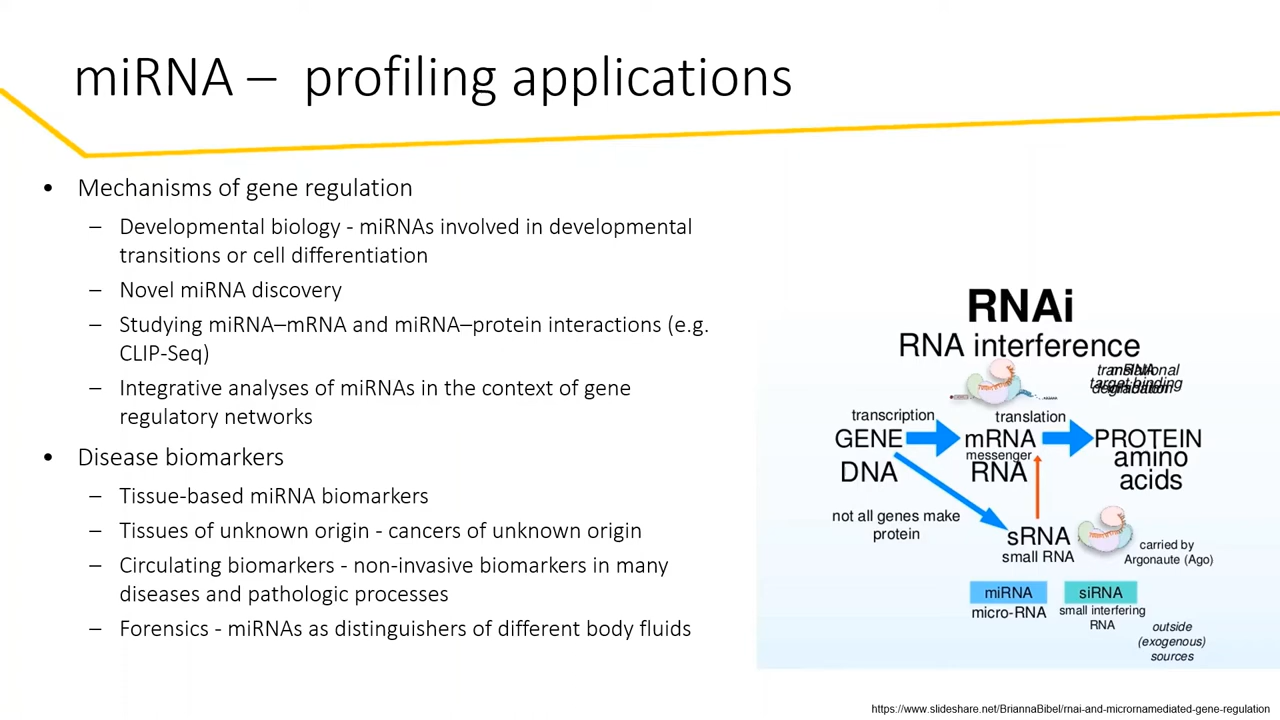 miRNA – profiling applications
• Mechanisms of gene regulation
– Developmental biology - miRNAs involved in developmental
transitions or cell differentiation
– Novel miRNA discovery
– Studying miRNA–mRNA and miRNA–protein interactions (e.g.
CLIP-Seq)
– Integrative analyses of miRNAs in the context of gene
regulatory networks
• Disease biomarkers
– Tissue-based miRNA biomarkers
– Tissues of unknown origin - cancers of unknown origin
– Circulating biomarkers - non-invasive biomarkers in many
diseases and pathologic processes
– Forensics - miRNAs as distinguishers of different body fluids
RNAi
RNA interference
translational
target binding
transcription
translation
GENE
mRNA
PROTEIN
messenger
amino
DNA
RNA
acids
not all genes make
protein
sRNA
small RNA
carried by
Argonaute (Ago)
miRNA
siRNA
micro-RNA
small interfering
RNA
outside
(exogenous)
sources
https://www.slideshare.net/BriannaBibel/rnai-and-micrornamediated-gene-regulation